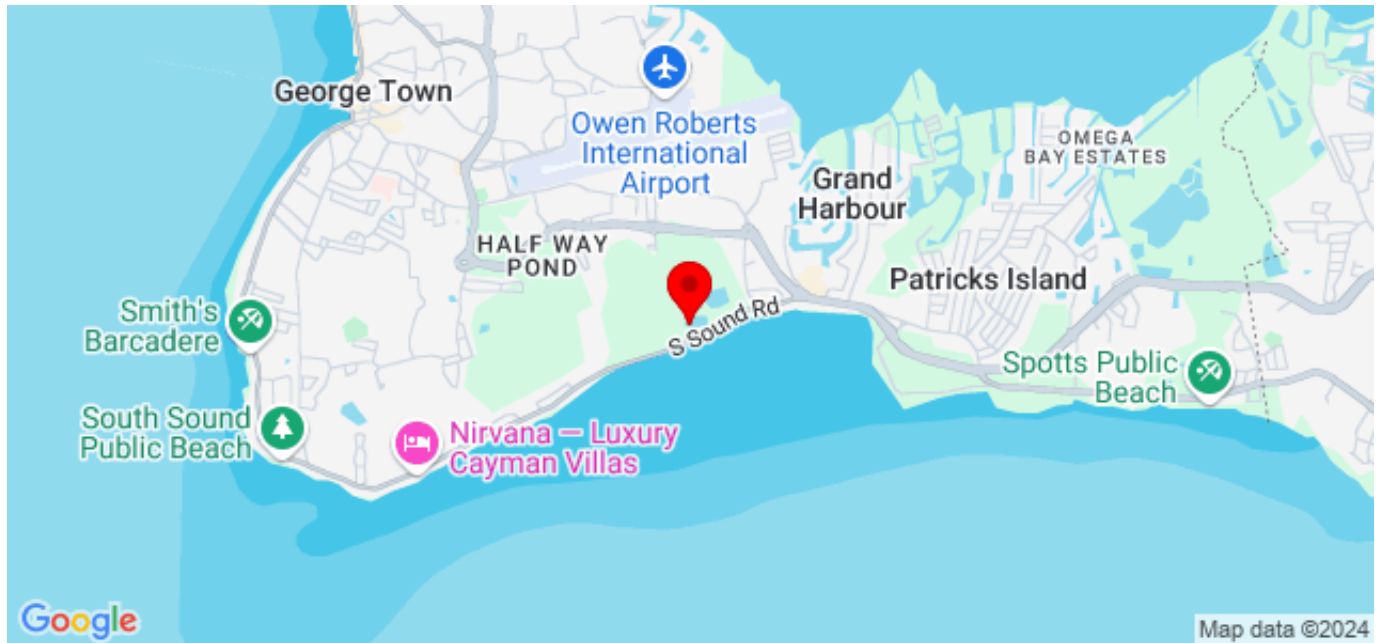 George Town
Owen Roberts
International
Airport
OMEGA
BAY ESTATES
Grand
Harbour
HALF WAY
POND
Patricks Island
Smith's
Barcadere
S Sound Rd
Spotts Public
Beach
South Sound
Public Beach
Nirvana — Luxury
Cayman Villas
Google
Map data ©2024